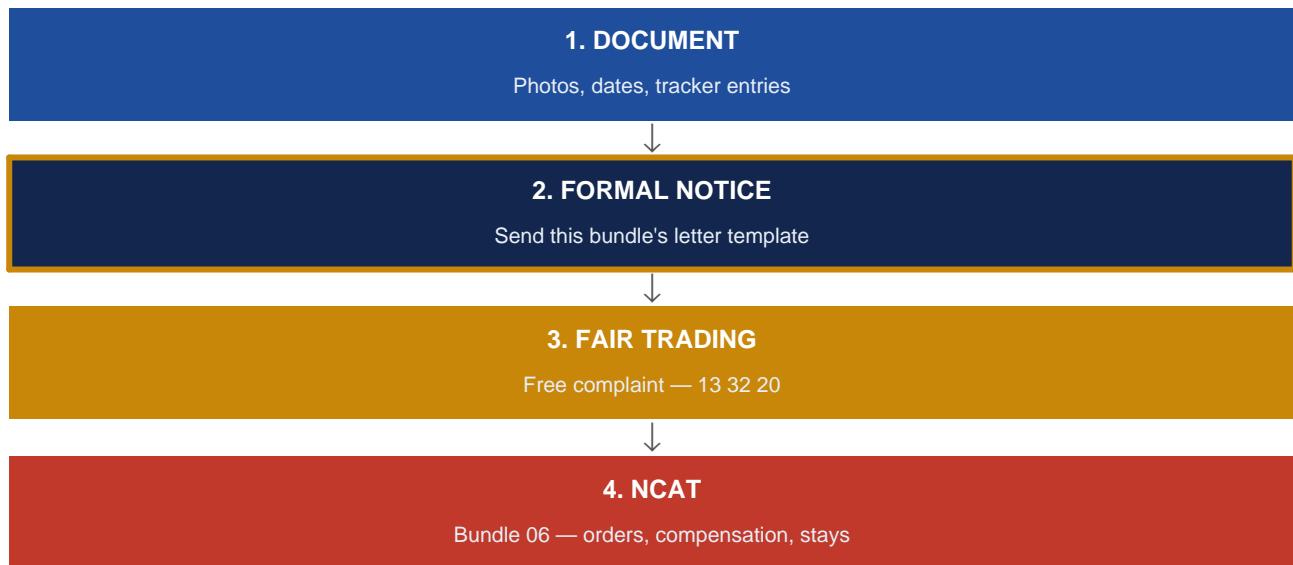 1. DOCUMENT
Photos, dates, tracker entries
2. FORMAL NOTICE
Send this bundle's letter template
3. FAIR TRADING
Free complaint — 13 32 20
4. NCAT
Bundle 06 — orders, compensation, stays